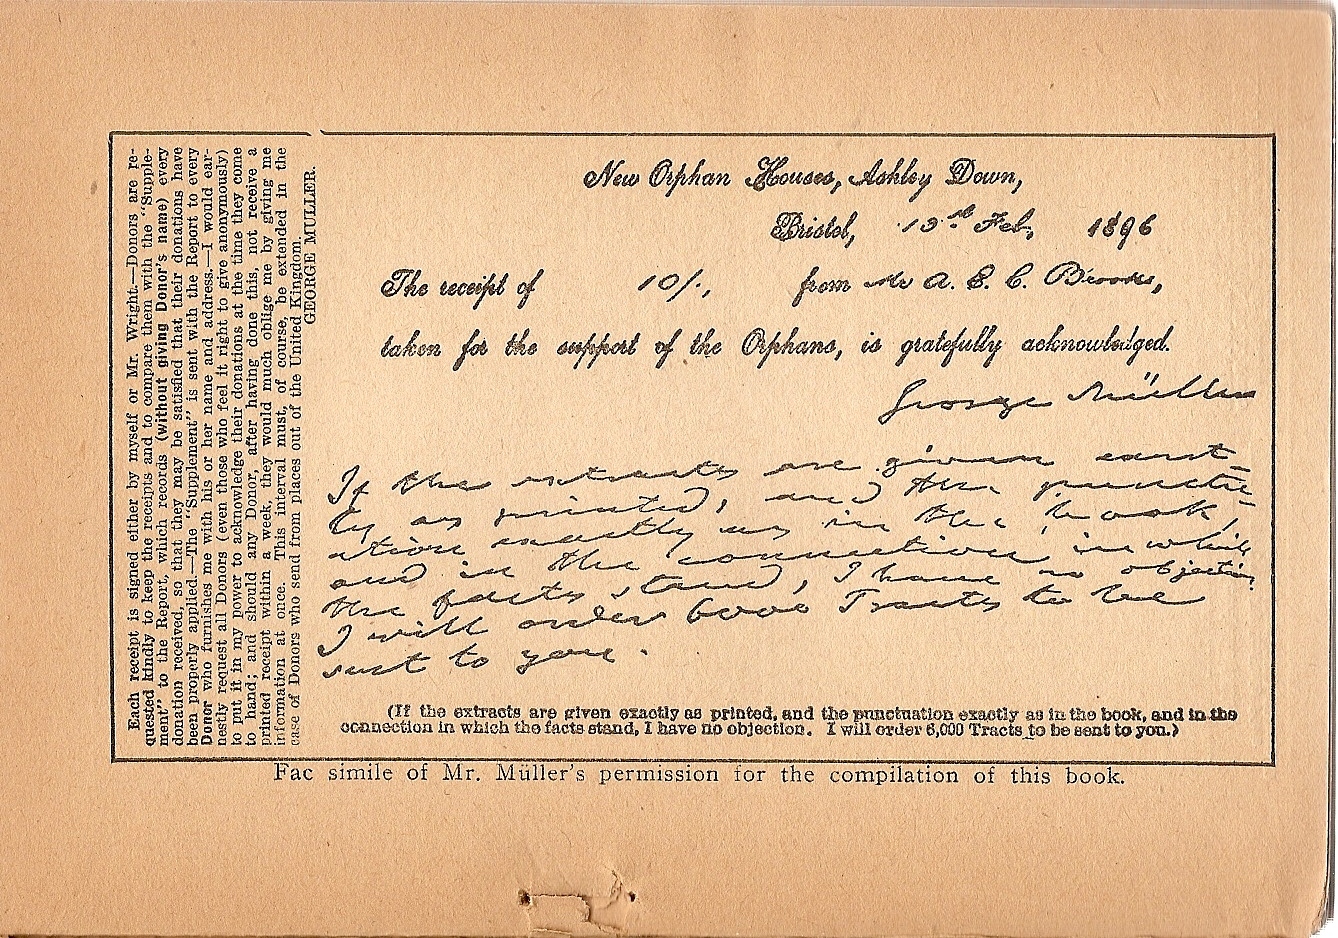 Each receipt is signed either by myself or Mr. Wright.—Donors are re-
quested kindly to keep the receipts and to compare them with the "Supple-
ment" to the Report, which records (without giving Donor's name) every
donation received, so that they may be satisfied that their donations have
been properly applied.—The "Supplement" is sent with the Report to every
Donor who furnishes me with his or her name and address.—I would ear-
nestly request all Donors (even those who feel it right to give anonymously)
to put it in my power to acknowledge their donations at the time they come
to hand; and should any Donor, after having done this, not receive a
printed receipt within a week, they would much oblige me by giving me
information at once. This interval must, of course, be extended in the
case of Donors who send from places out of the United Kingdom.
GEORGE MULLER.
New Orphan Houses, Ashley Down,
Bristol, 13th Feb, 1896
The receipt of 10/., from Mr A. E. C. Brooks,
taken for the support of the Orphans, is gratefully acknowledged.
George Müller
If the extracts are given exact-
ly as printed, and the punctu-
ation exactly as in the book,
and in the connection in which
the facts stand, I have no objection.
I will order 6000 Tracts to be
sent to you.
(If the extracts are given exactly as printed, and the punctuation exactly as in the book, and in the
connection in which the facts stand, I have no objection. I will order 6,000 Tracts to be sent to you.)
Fac simile of Mr. Müller's permission for the compilation of this book.